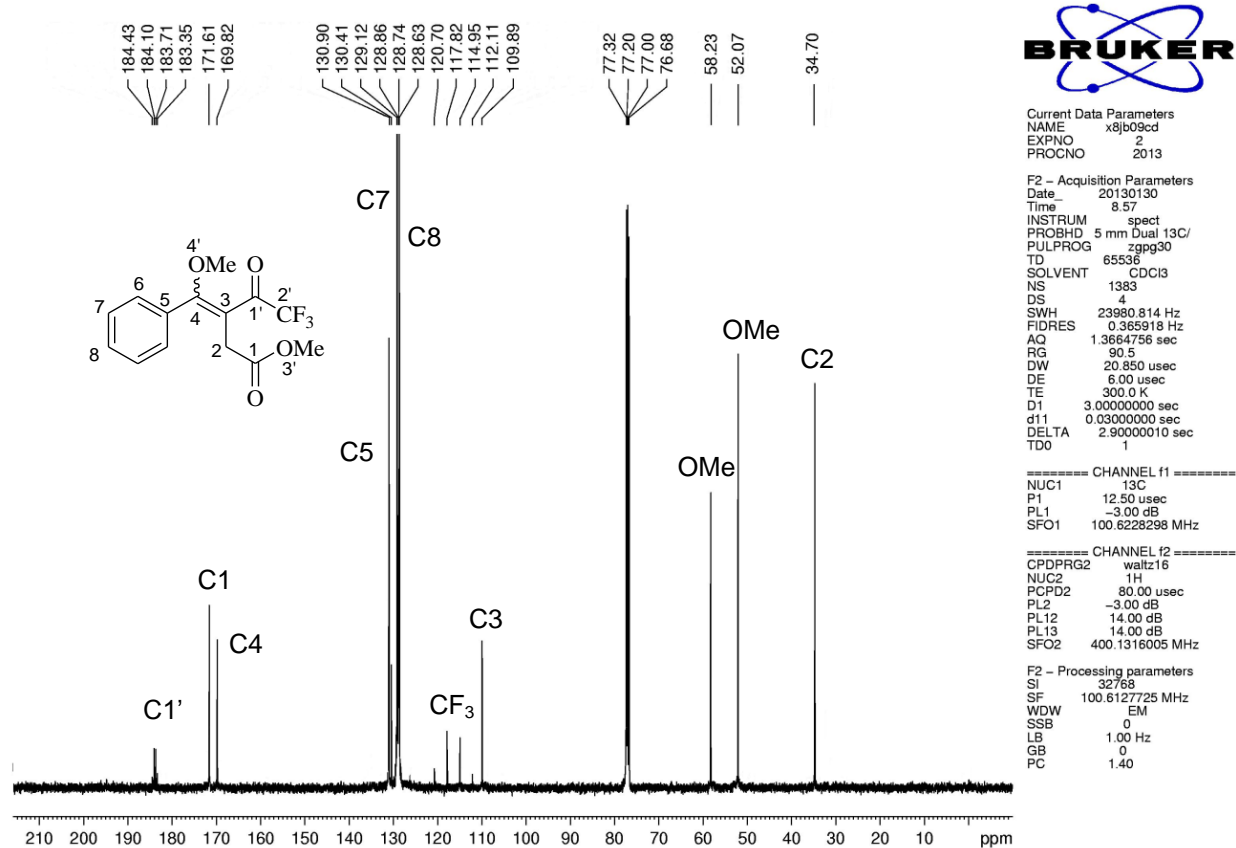 184.43
184.10
183.71
183.35
171.61
169.82
130.90
130.41
129.12
128.86
128.74
128.63
120.70
117.82
114.95
112.11
109.89
77.32
77.20
77.00
76.68
58.23
52.07
34.70
BRUKER
C7
C8
4'
OMe
O
6
5
3
2'
7
4
1'
CF3
8
2
1
OMe
3'
O
OMe
C2
C5
OMe
C1
C4
C3
C1'
CF3
210 200 190 180 170 160 150 140 130 120 110 100 90 80 70 60 50 40 30 20 10 ppm
Current Data Parameters
NAME x8jb09cd
EXPNO 2
PROCNO 2013
F2 - Acquisition Parameters
Date_ 20130130
Time 8.57
INSTRUM spect
PROBHD 5 mm Dual 13C/
PULPROG zgpg30
TD 65536
SOLVENT CDCl3
NS 1383
DS 4
SWH 23980.814 Hz
FIDRES 0.365918 Hz
AQ 1.3664756 sec
RG 90.5
DW 20.850 usec
DE 6.00 usec
TE 300.0 K
D1 3.00000000 sec
d11 0.03000000 sec
DELTA 2.90000010 sec
TD0 1
======== CHANNEL f1 ========
NUC1 13C
P1 12.50 usec
PL1 -3.00 dB
SFO1 100.6228298 MHz
======== CHANNEL f2 ========
CPDPRG2 waltz16
NUC2 1H
PCPD2 80.00 usec
PL2 -3.00 dB
PL12 14.00 dB
PL13 14.00 dB
SFO2 400.1316005 MHz
F2 - Processing parameters
SI 32768
SF 100.6127725 MHz
WDW EM
SSB 0
LB 1.00 Hz
GB 0
PC 1.40